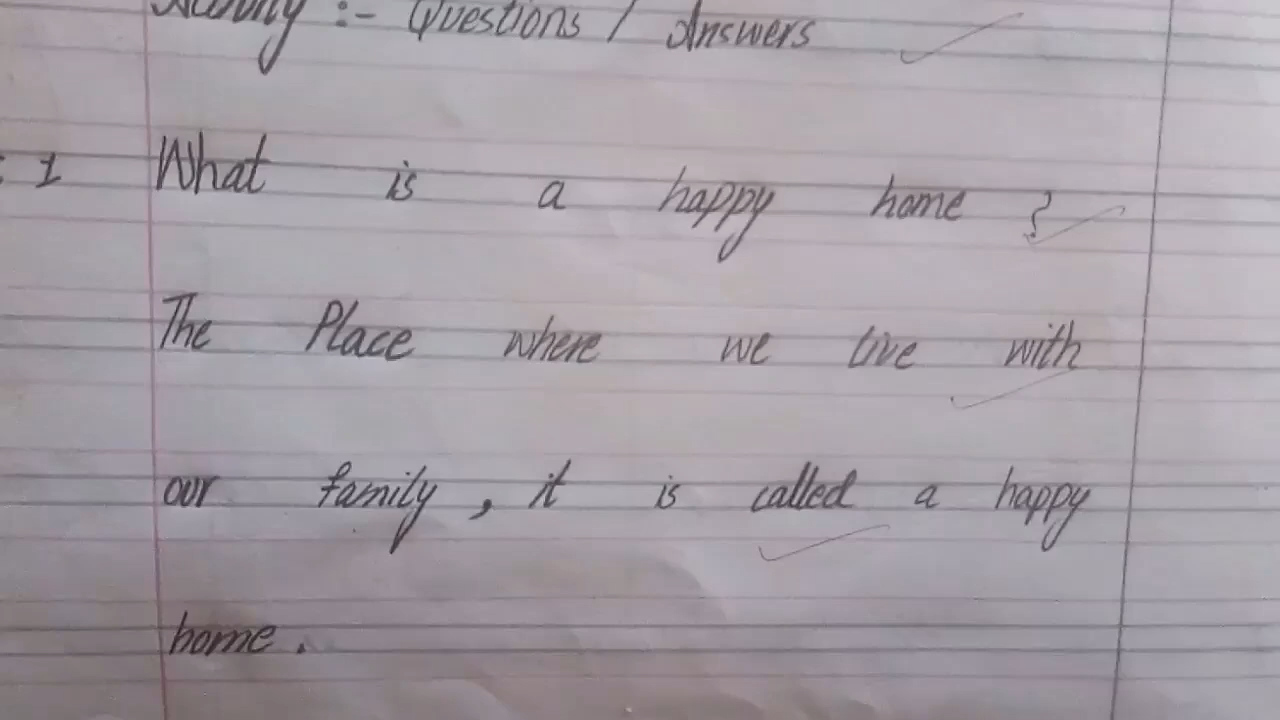 Activity :- Questions / Answers
: 1 What is a happy home ?
The Place where we live with
our family , it is called a happy
home .